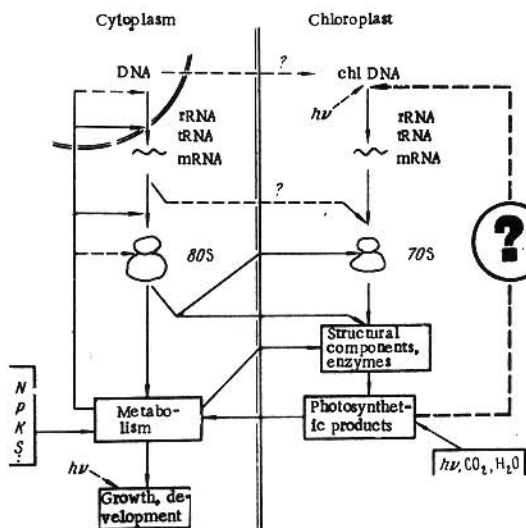 Cytoplasm Chloroplast
DNA ? chl DNA
hν
rRNA rRNA
tRNA tRNA
mRNA mRNA
?
?
80S 70S
Structural
components,
enzymes
N
P
K
S
:
Metabo-
lism
Photosynthet-
ic products
hν
hν, CO₂, H₂O
Growth, de-
velopment